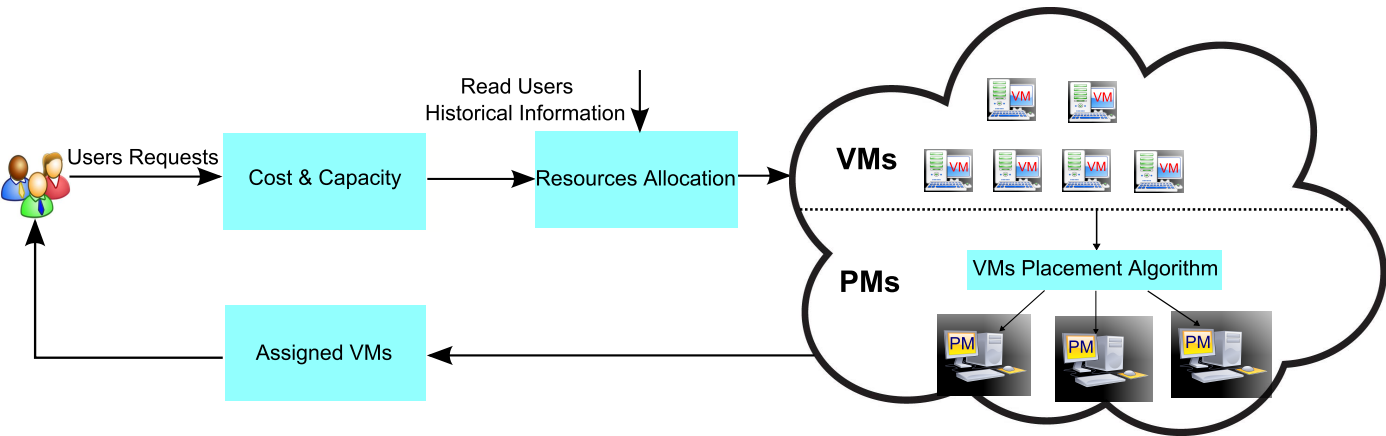 Read Users
Historical Information
Users Requests
Cost & Capacity
Resources Allocation
VMs
VM
VM
VM
VM
VM
VM
VMs Placement Algorithm
PMs
PM
PM
PM
Assigned VMs